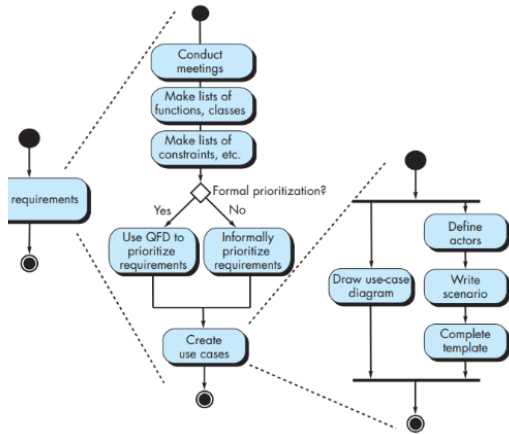 requirements
Conduct
meetings
Make lists of
functions, classes
Make lists of
constraints, etc.
Formal prioritization?
Yes
No
Use QFD to
prioritize
requirements
Informally
prioritize
requirements
Create
use cases
Draw use-case
diagram
Define
actors
Write
scenario
Complete
template